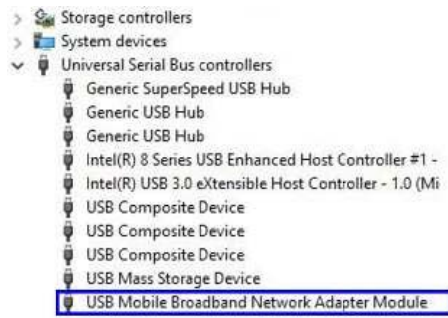 Storage controllers
System devices
Universal Serial Bus controllers
Generic SuperSpeed USB Hub
Generic USB Hub
Generic USB Hub
Intel(R) 8 Series USB Enhanced Host Controller #1 -
Intel(R) USB 3.0 eXtensible Host Controller - 1.0 (Mi
USB Composite Device
USB Composite Device
USB Composite Device
USB Mass Storage Device
USB Mobile Broadband Network Adapter Module